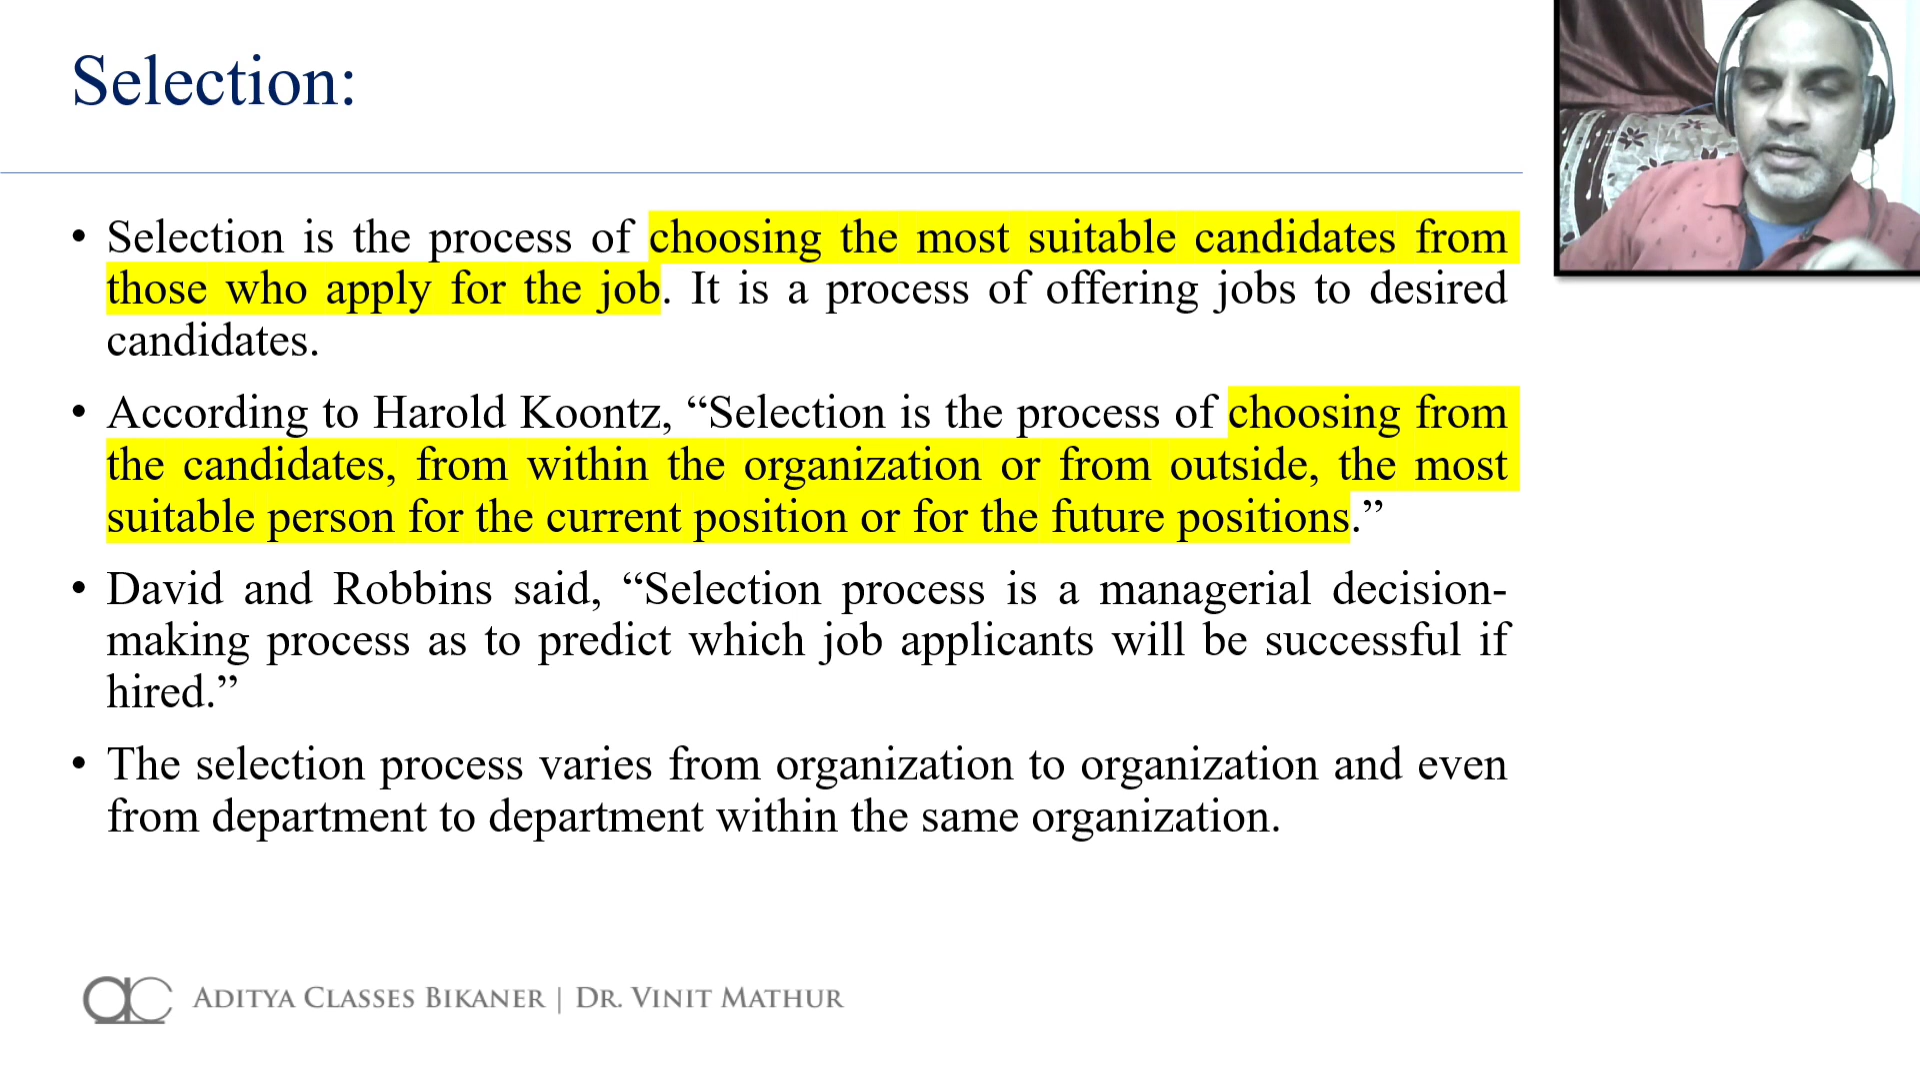 Selection:
• Selection is the process of choosing the most suitable candidates from
those who apply for the job. It is a process of offering jobs to desired
candidates.
• According to Harold Koontz, “Selection is the process of choosing from
the candidates, from within the organization or from outside, the most
suitable person for the current position or for the future positions.”
• David and Robbins said, “Selection process is a managerial decision-
making process as to predict which job applicants will be successful if
hired.”
• The selection process varies from organization to organization and even
from department to department within the same organization.
ac ADITYA CLASSES BIKANER | DR. VINIT MATHUR